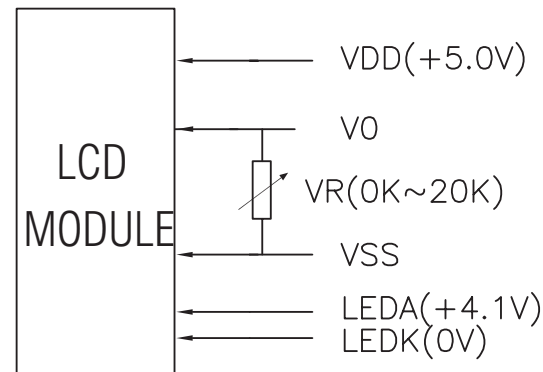 VDD(+5.0V)
V0
LCD
MODULE
VR(0K~20K)
VSS
LEDA(+4.1V)
LEDK(0V)